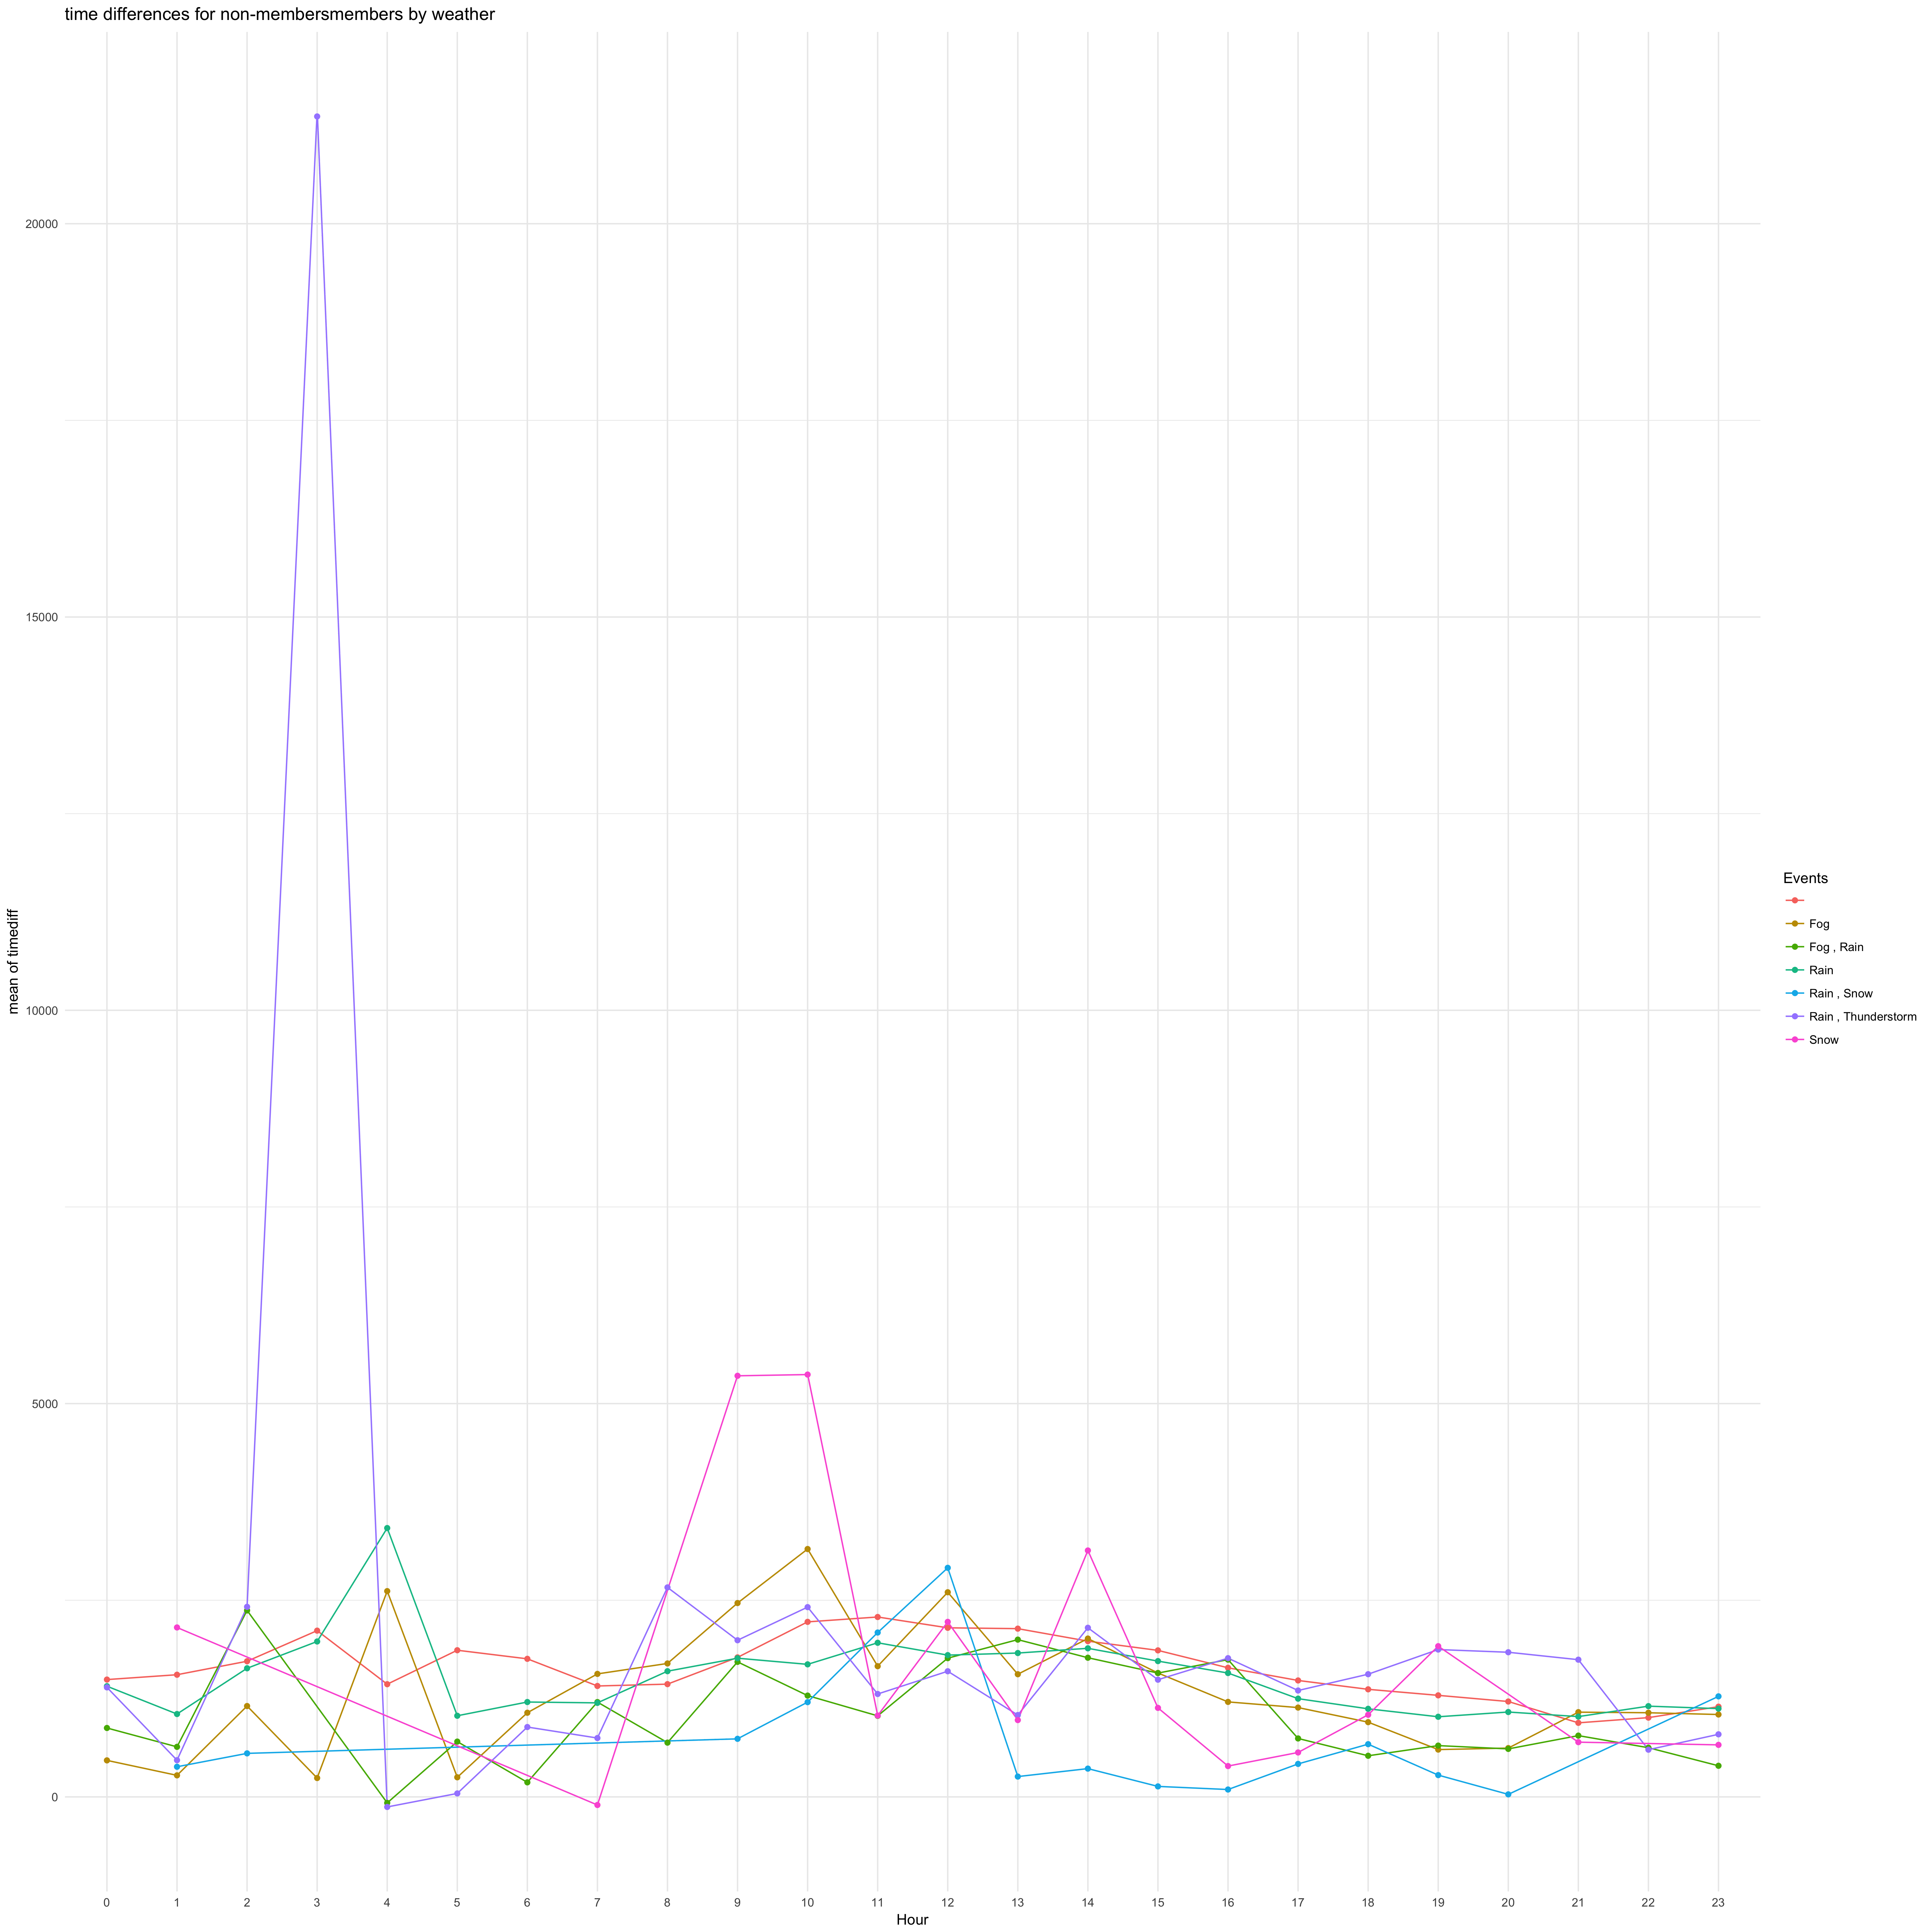 time differences for non-membersmembers by weather
20000
15000
10000
5000
0
mean of timediff
0 1 2 3 4 5 6 7 8 9 10 11 12 13 14 15 16 17 18 19 20 21 22 23
Hour
Events
Fog
Fog , Rain
Rain
Rain , Snow
Rain , Thunderstorm
Snow